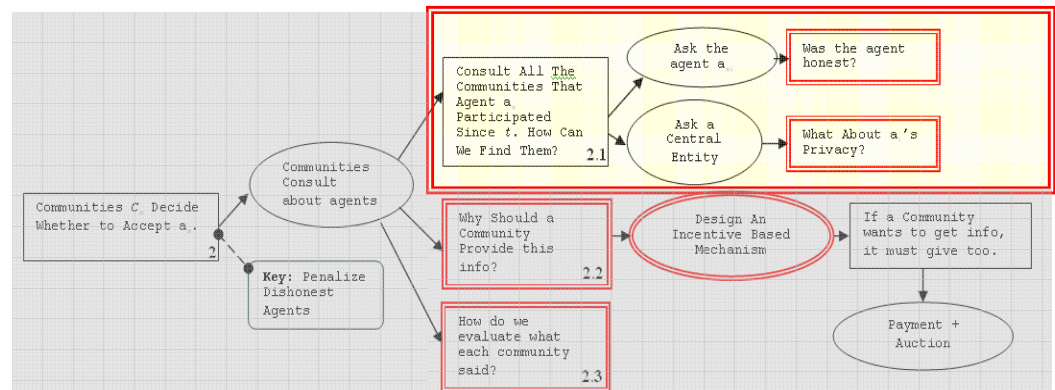 Communities C Decide
Whether to Accept a .
2
Key: Penalize
Dishonest
Agents
Communities
Consult
about agents
Consult All The
Communities That
Agent a
Participated
Since t. How Can
We Find Them?
2.1
Ask the
agent a
Was the agent
honest?
Ask a
Central
Entity
What About a 's
Privacy?
Why Should a
Community
Provide this
info?
2.2
Design An
Incentive Based
Mechanism
If a Community
wants to get info,
it must give too.
Payment +
Auction
How do we
evaluate what
each community
said?
2.3